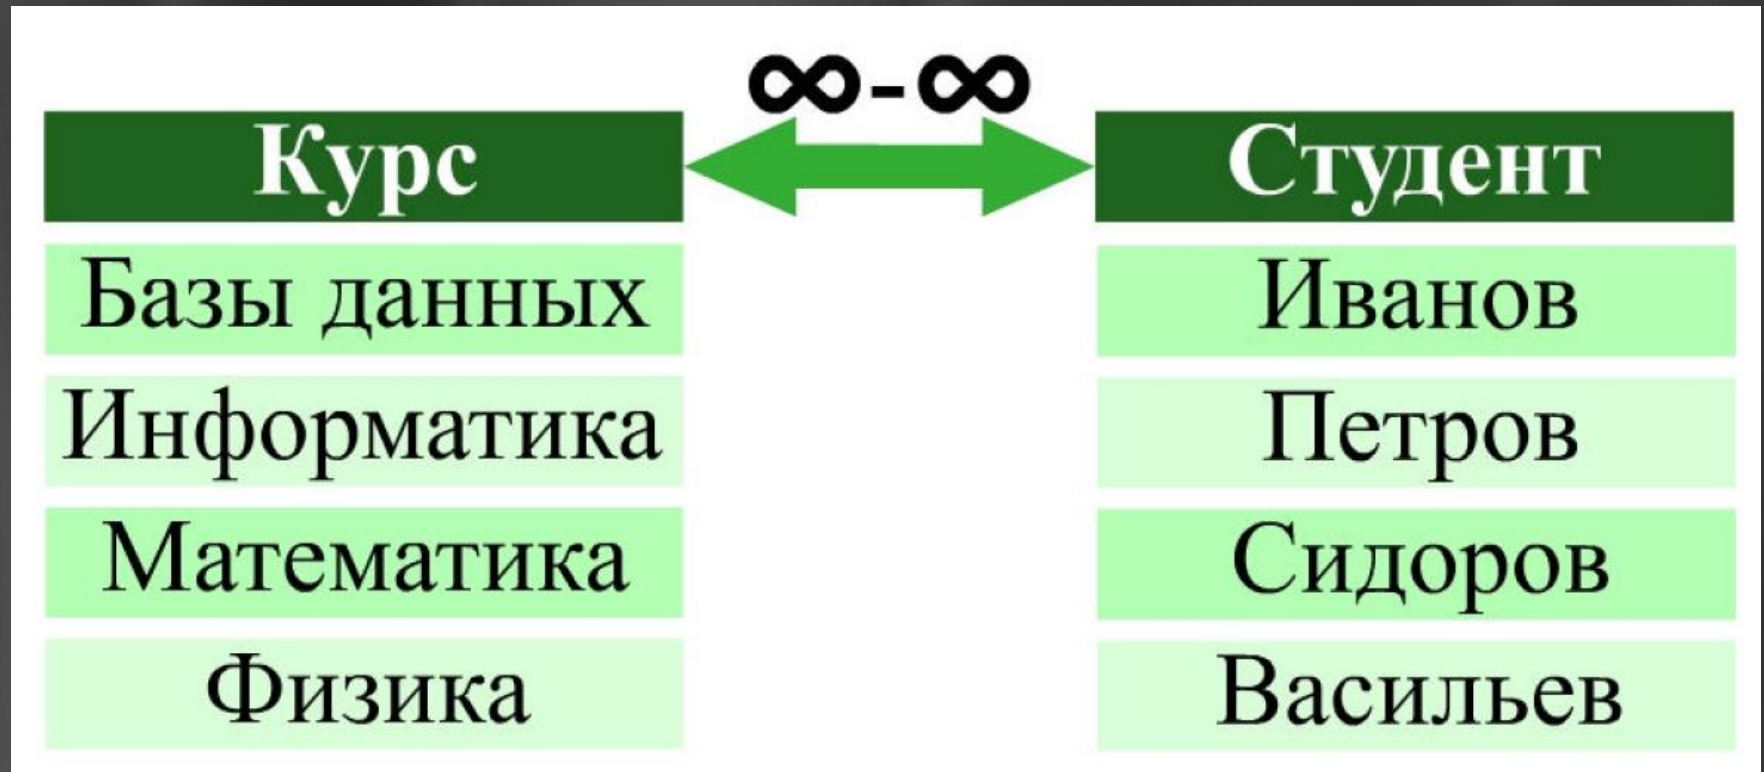 ∞-∞
Курс
Студент
Базы данных
Иванов
Информатика
Петров
Математика
Сидоров
Физика
Васильев